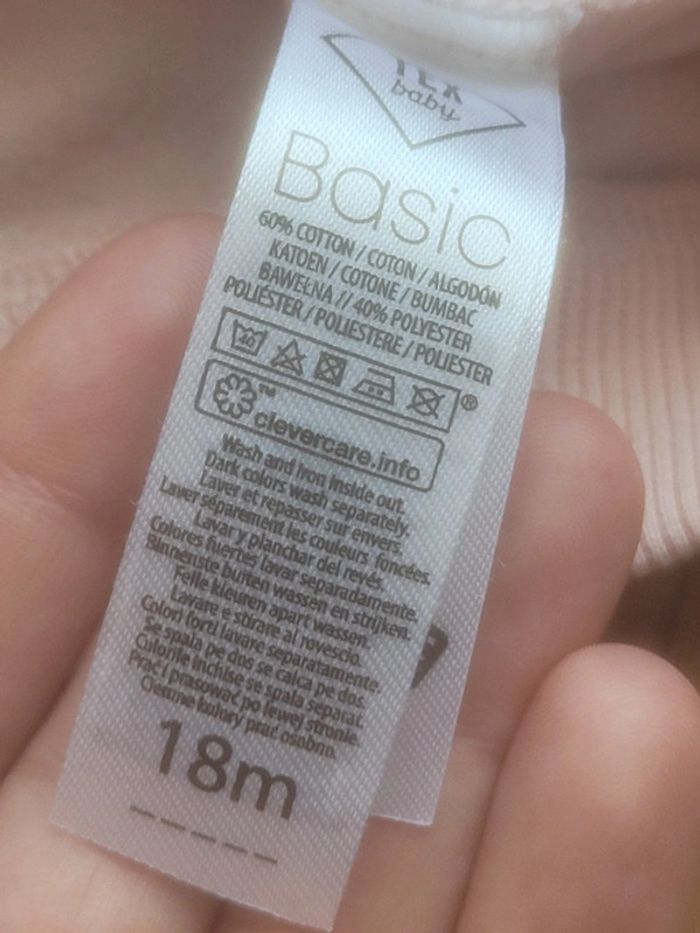 TEX
baby
Basic
60% COTTON / COTON / ALGODÓN
KATOEN / COTONE / BUMBAC
BAWEŁNA // 40% POLYESTER
POLIÉSTER / POLIESTERE / POLIESTER
40
®
™
clevercare.info
Wash and iron inside out.
Dark colors wash separately.
Laver et repasser sur envers.
Laver séparement les couleurs foncées.
Lavar y planchar del revés.
Colores fuertes lavar separadamente.
Binnenste buiten wassen en strijken.
Felle kleuren apart wassen.
Lavare e stirare al rovescio.
Colori forti lavare separatamente.
Se spala pe dos se calca pe dos.
Culorile inchise se spala separat.
Prać i prasować po lewej stronie.
Ciemne kolory prać osobno.
18m